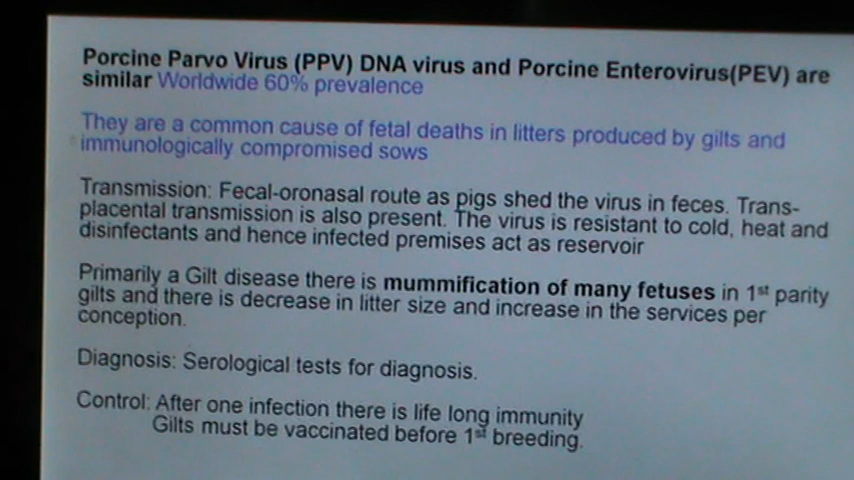 Porcine Parvo Virus (PPV) DNA virus and Porcine Enterovirus(PEV) are
similar Worldwide 60% prevalence
They are a common cause of fetal deaths in litters produced by gilts and
immunologically compromised sows
Transmission: Fecal-oronasal route as pigs shed the virus in feces. Trans-
placental transmission is also present. The virus is resistant to cold, heat and
disinfectants and hence infected premises act as reservoir
Primarily a Gilt disease there is mummification of many fetuses in 1st parity
gilts and there is decrease in litter size and increase in the services per
conception.
Diagnosis: Serological tests for diagnosis.
Control: After one infection there is life long immunity
Gilts must be vaccinated before 1st breeding.